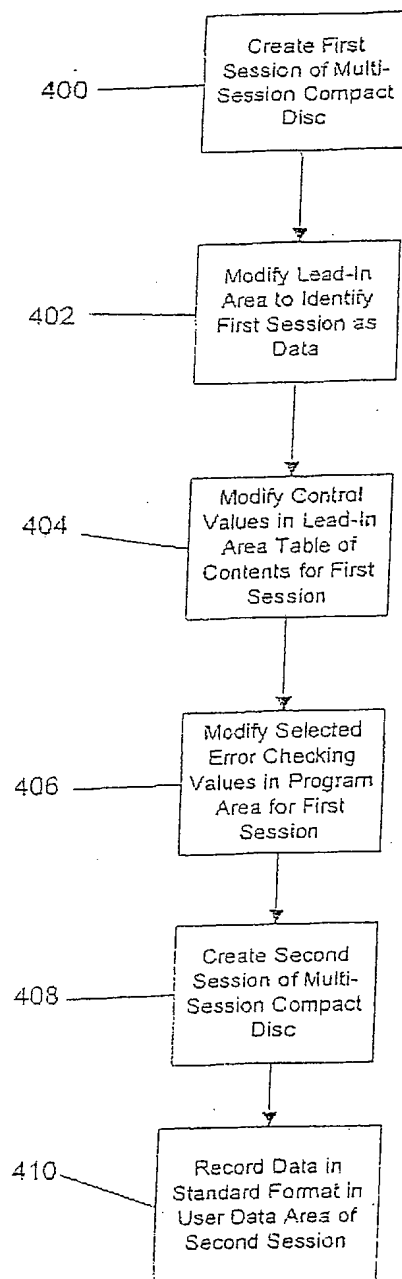 400
Create First
Session of Multi-
Session Compact
Disc
402
Modify Lead-In
Area to Identify
First Session as
Data
404
Modify Control
Values in Lead-In
Area Table of
Contents for First
Session
406
Modify Selected
Error Checking
Values in Program
Area for First
Session
408
Create Second
Session of Multi-
Session Compact
Disc
410
Record Data in
Standard Format in
User Data Area of
Second Session